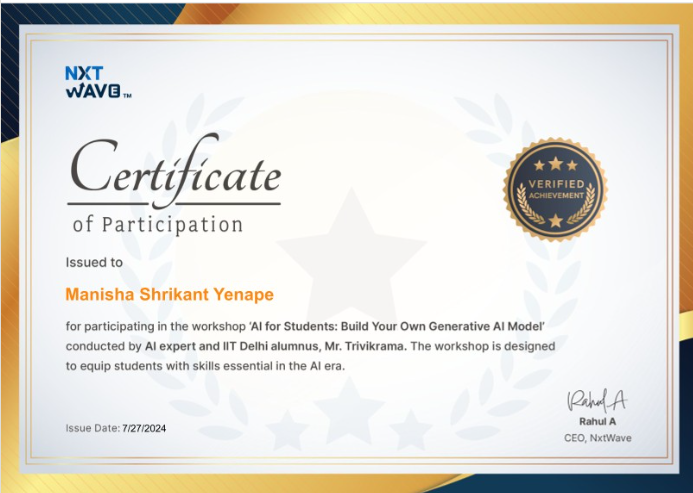 NXT
WAVE TM
Certificate
of Participation
VERIFIED
ACHIEVEMENT
Issued to
Manisha Shrikant Yenape
for participating in the workshop 'AI for Students: Build Your Own Generative AI Model'
conducted by AI expert and IIT Delhi alumnus, Mr. Trivikrama. The workshop is designed
to equip students with skills essential in the AI era.
Rahul A
Issue Date: 7/27/2024
Rahul A
CEO, NxtWave